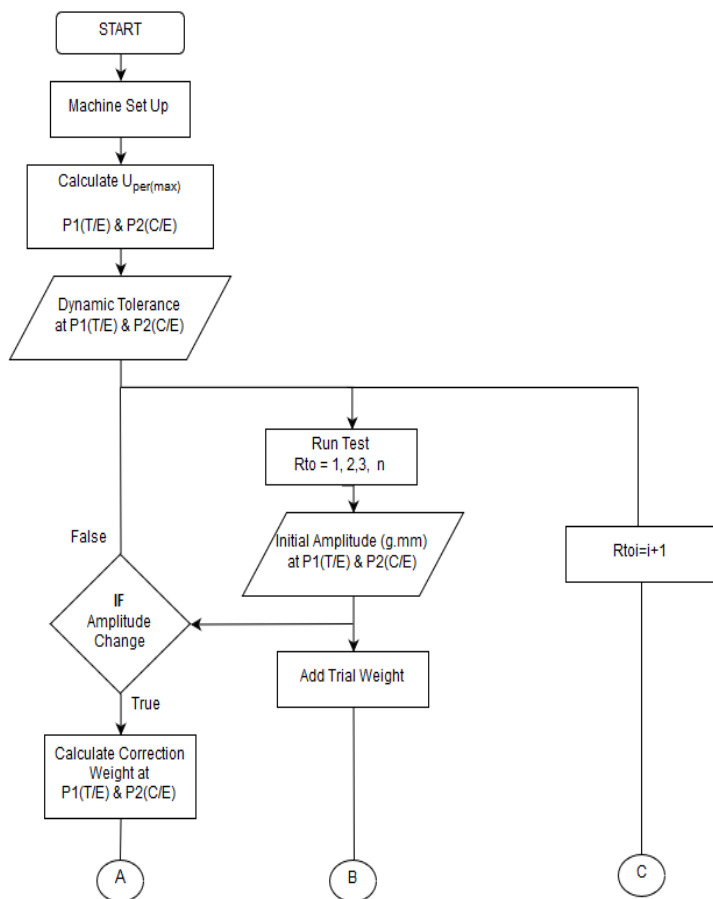 START
Machine Set Up
Calculate Uper(max)
P1(T/E) & P2(C/E)
Dynamic Tolerance
at P1(T/E) & P2(C/E)
Run Test
Rto = 1, 2,3, n
False
Initial Amplitude (g.mm)
at P1(T/E) & P2(C/E)
Rtoi=i+1
IF
Amplitude
Change
Add Trial Weight
True
Calculate Correction
Weight at
P1(T/E) & P2(C/E)
A
B
C